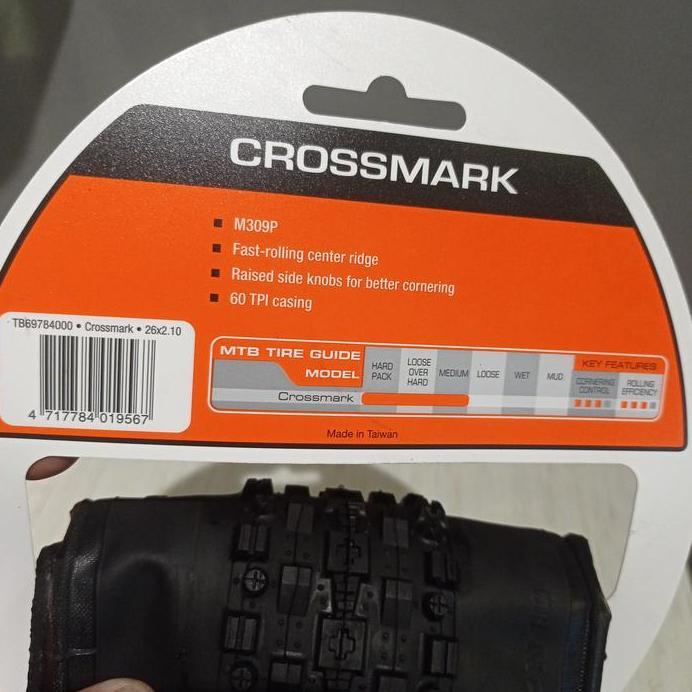 CROSSMARK
■ M309P
■ Fast-rolling center ridge
■ Raised side knobs for better cornering
■ 60 TPI casing
TB69784000 • Crossmark • 26x2.10
4 717784 019567
MTB TIRE GUIDE
MODEL
HARD PACK
LOOSE OVER HARD
MEDIUM
LOOSE
WET
MUD
KEY FEATURES
CORNERING CONTROL
ROLLING EFFICIENCY
Crossmark
Made in Taiwan